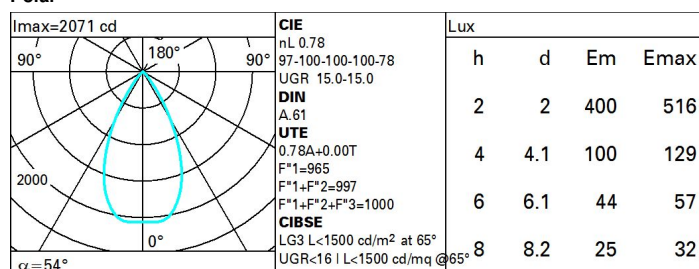 Imax=2071 cd
90° 180° 90°
2000
0°
α=54°
CIE
nL 0.78
97-100-100-100-78
UGR 15.0-15.0
DIN
A.61
UTE
0.78A+0.00T
F"1=965
F"1+F"2=997
F"1+F"2+F"3=1000
CIBSE
LG3 L<1500 cd/m² at 65°
UGR<16 | L<1500 cd/mq @65°
Lux
h d Em Emax
2 2 400 516
4 4.1 100 129
6 6.1 44 57
8 8.2 25 32